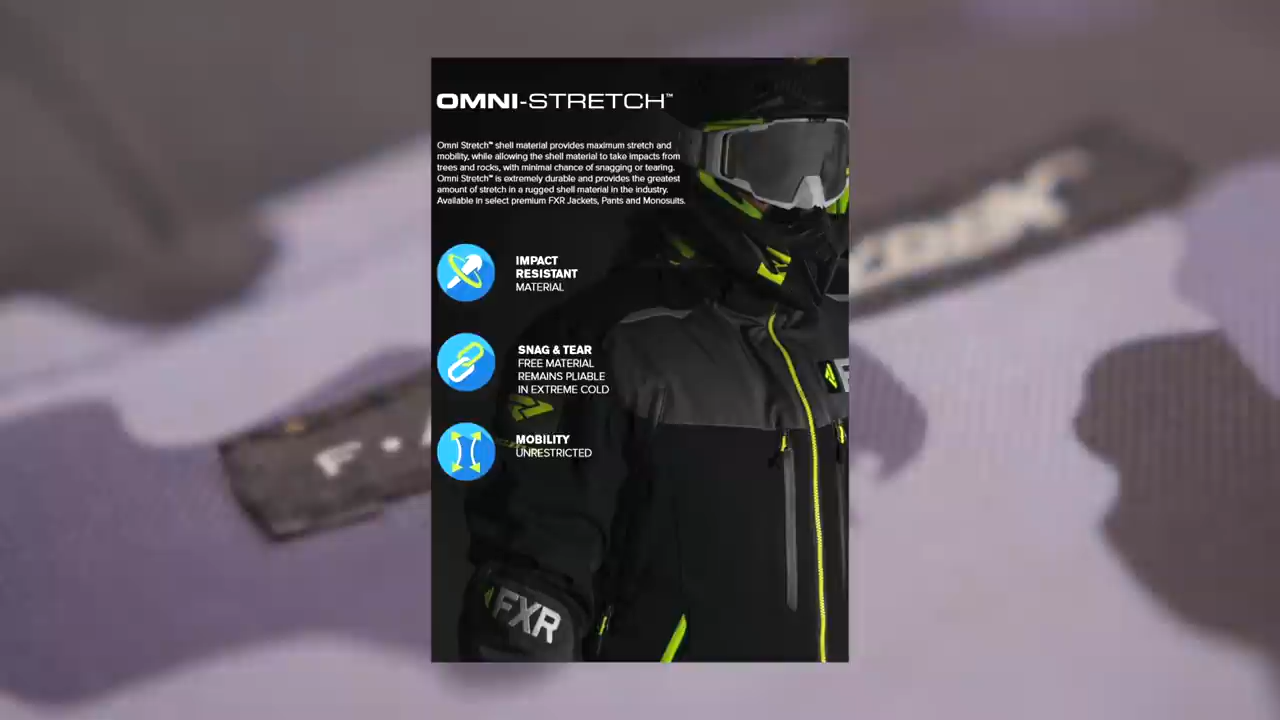 OMNI-STRETCH™
Omni Stretch™ shell material provides maximum stretch and
mobility, while allowing the shell material to take impacts from
trees and rocks, with minimal chance of snagging or tearing.
Omni Stretch™ is extremely durable and provides the greatest
amount of stretch in a rugged shell material in the industry.
Available in select premium FXR Jackets, Pants and Monosuits.
IMPACT
RESISTANT
MATERIAL
SNAG & TEAR
FREE MATERIAL
REMAINS PLIABLE
IN EXTREME COLD
MOBILITY
UNRESTRICTED
FXR